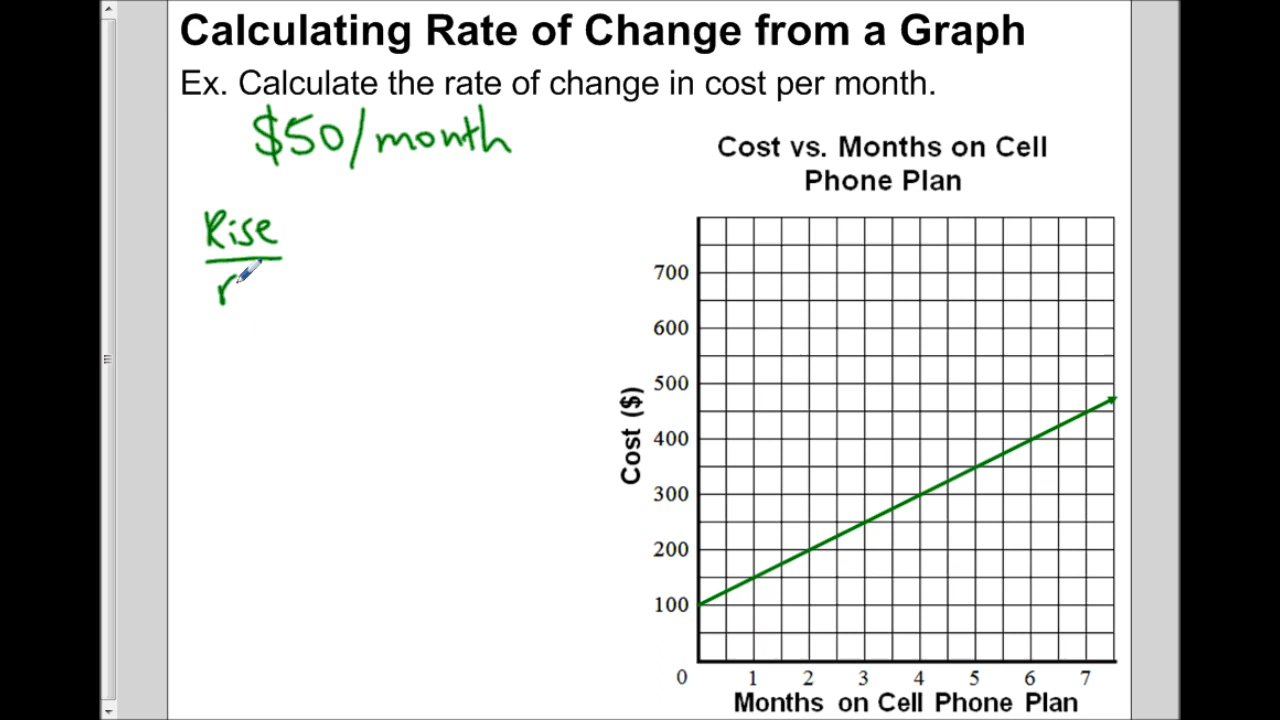 Calculating Rate of Change from a Graph
Ex. Calculate the rate of change in cost per month.
$50/month
Rise
r
Cost vs. Months on Cell
Phone Plan
700
600
500
400
300
200
100
0
1 2 3 4 5 6 7
Cost ($)
Months on Cell Phone Plan